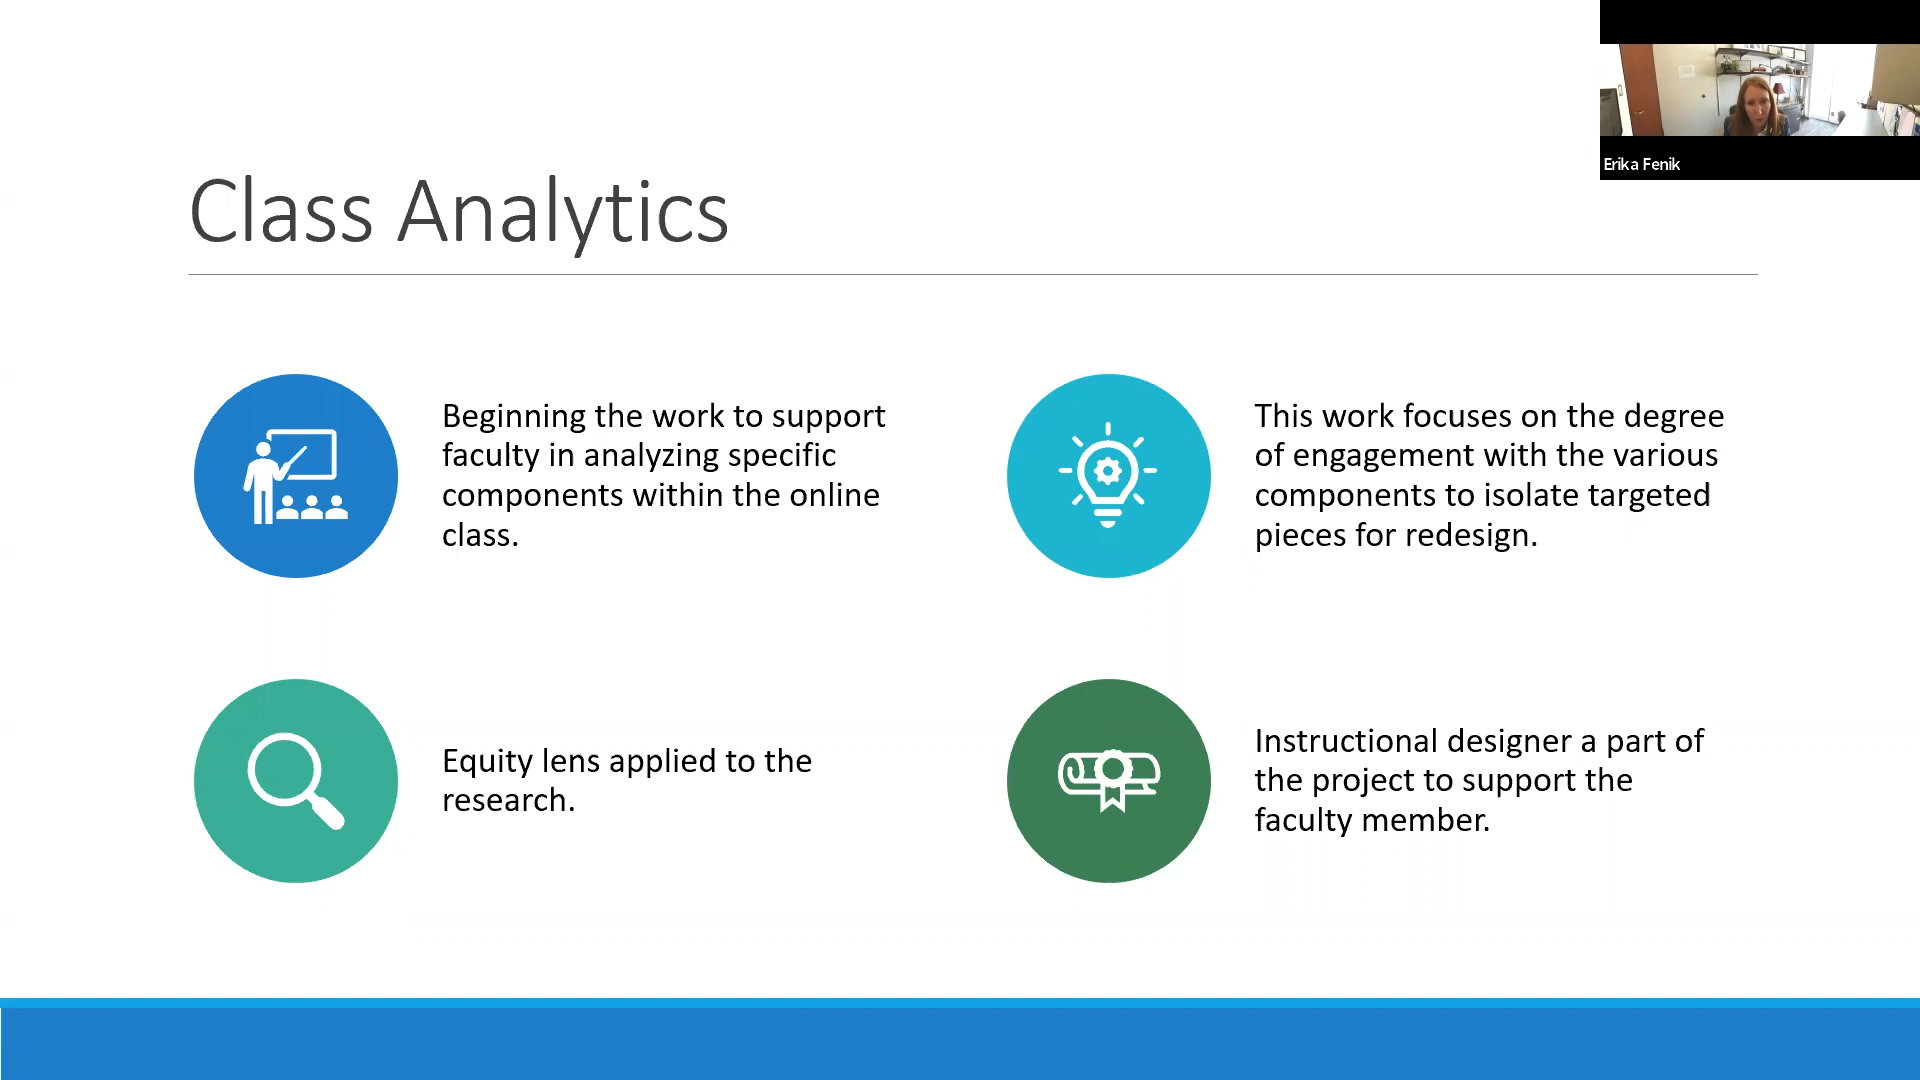 Erika Fenik
Class Analytics
Beginning the work to support
faculty in analyzing specific
components within the online
class.
This work focuses on the degree
of engagement with the various
components to isolate targeted
pieces for redesign.
Equity lens applied to the
research.
Instructional designer a part of
the project to support the
faculty member.